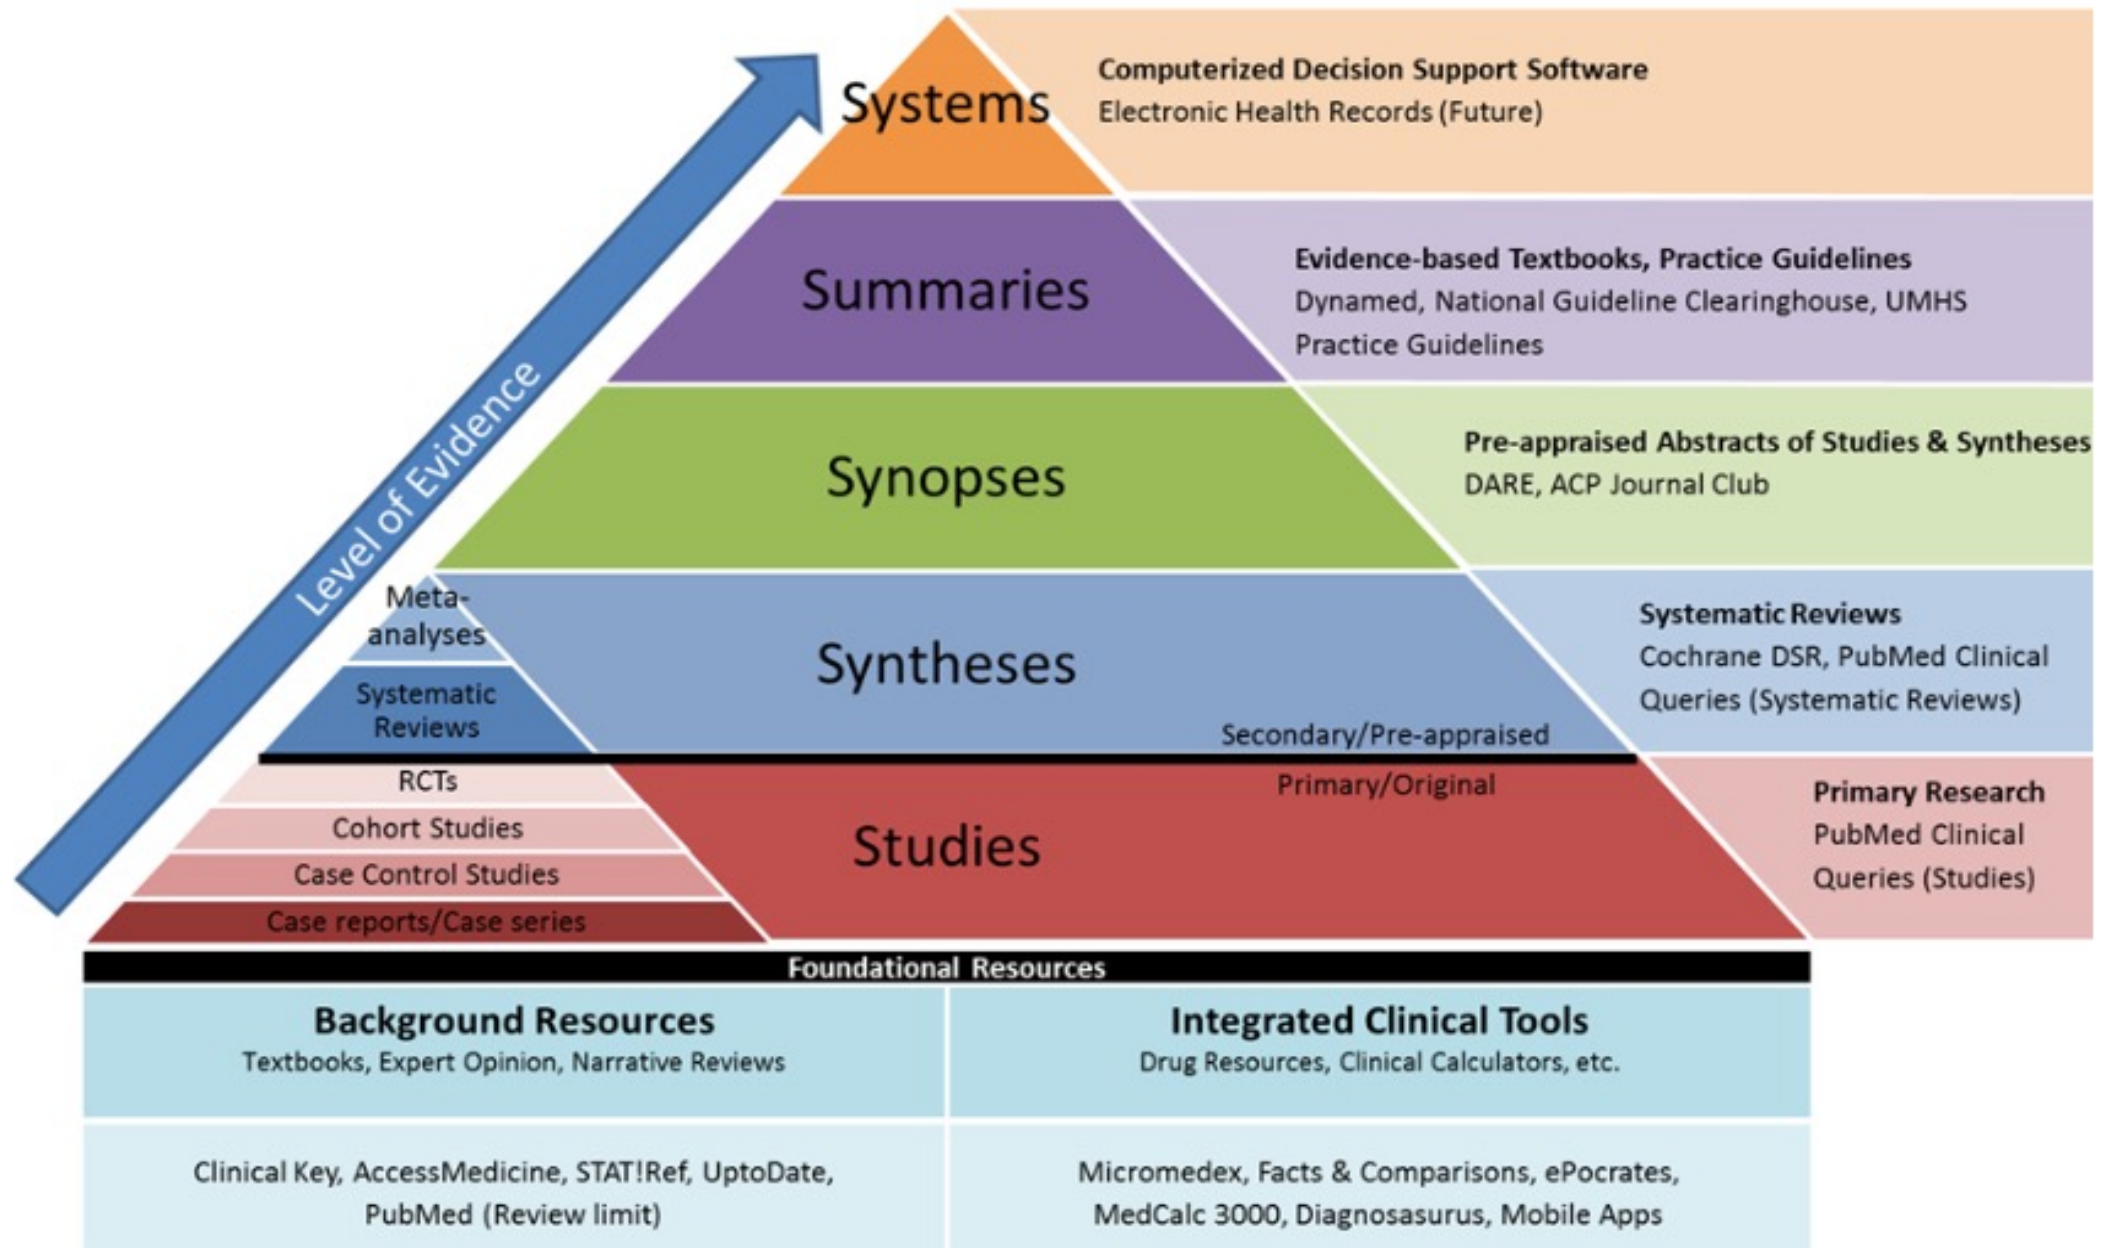 Systems
Computerized Decision Support Software
Electronic Health Records (Future)
Summaries
Evidence-based Textbooks, Practice Guidelines
Dynamed, National Guideline Clearinghouse, UMHS
Practice Guidelines
Level of Evidence
Synopses
Pre-appraised Abstracts of Studies & Syntheses
DARE, ACP Journal Club
Meta-
analyses
Systematic
Reviews
Syntheses
Secondary/Pre-appraised
Systematic Reviews
Cochrane DSR, PubMed Clinical
Queries (Systematic Reviews)
RCTs
Cohort Studies
Case Control Studies
Case reports/Case series
Primary/Original
Studies
Primary Research
PubMed Clinical
Queries (Studies)
Foundational Resources
Background Resources
Textbooks, Expert Opinion, Narrative Reviews
Integrated Clinical Tools
Drug Resources, Clinical Calculators, etc.
Clinical Key, AccessMedicine, STAT!Ref, UptoDate,
PubMed (Review limit)
Micromedex, Facts & Comparisons, ePocrates,
MedCalc 3000, Diagnosaurus, Mobile Apps